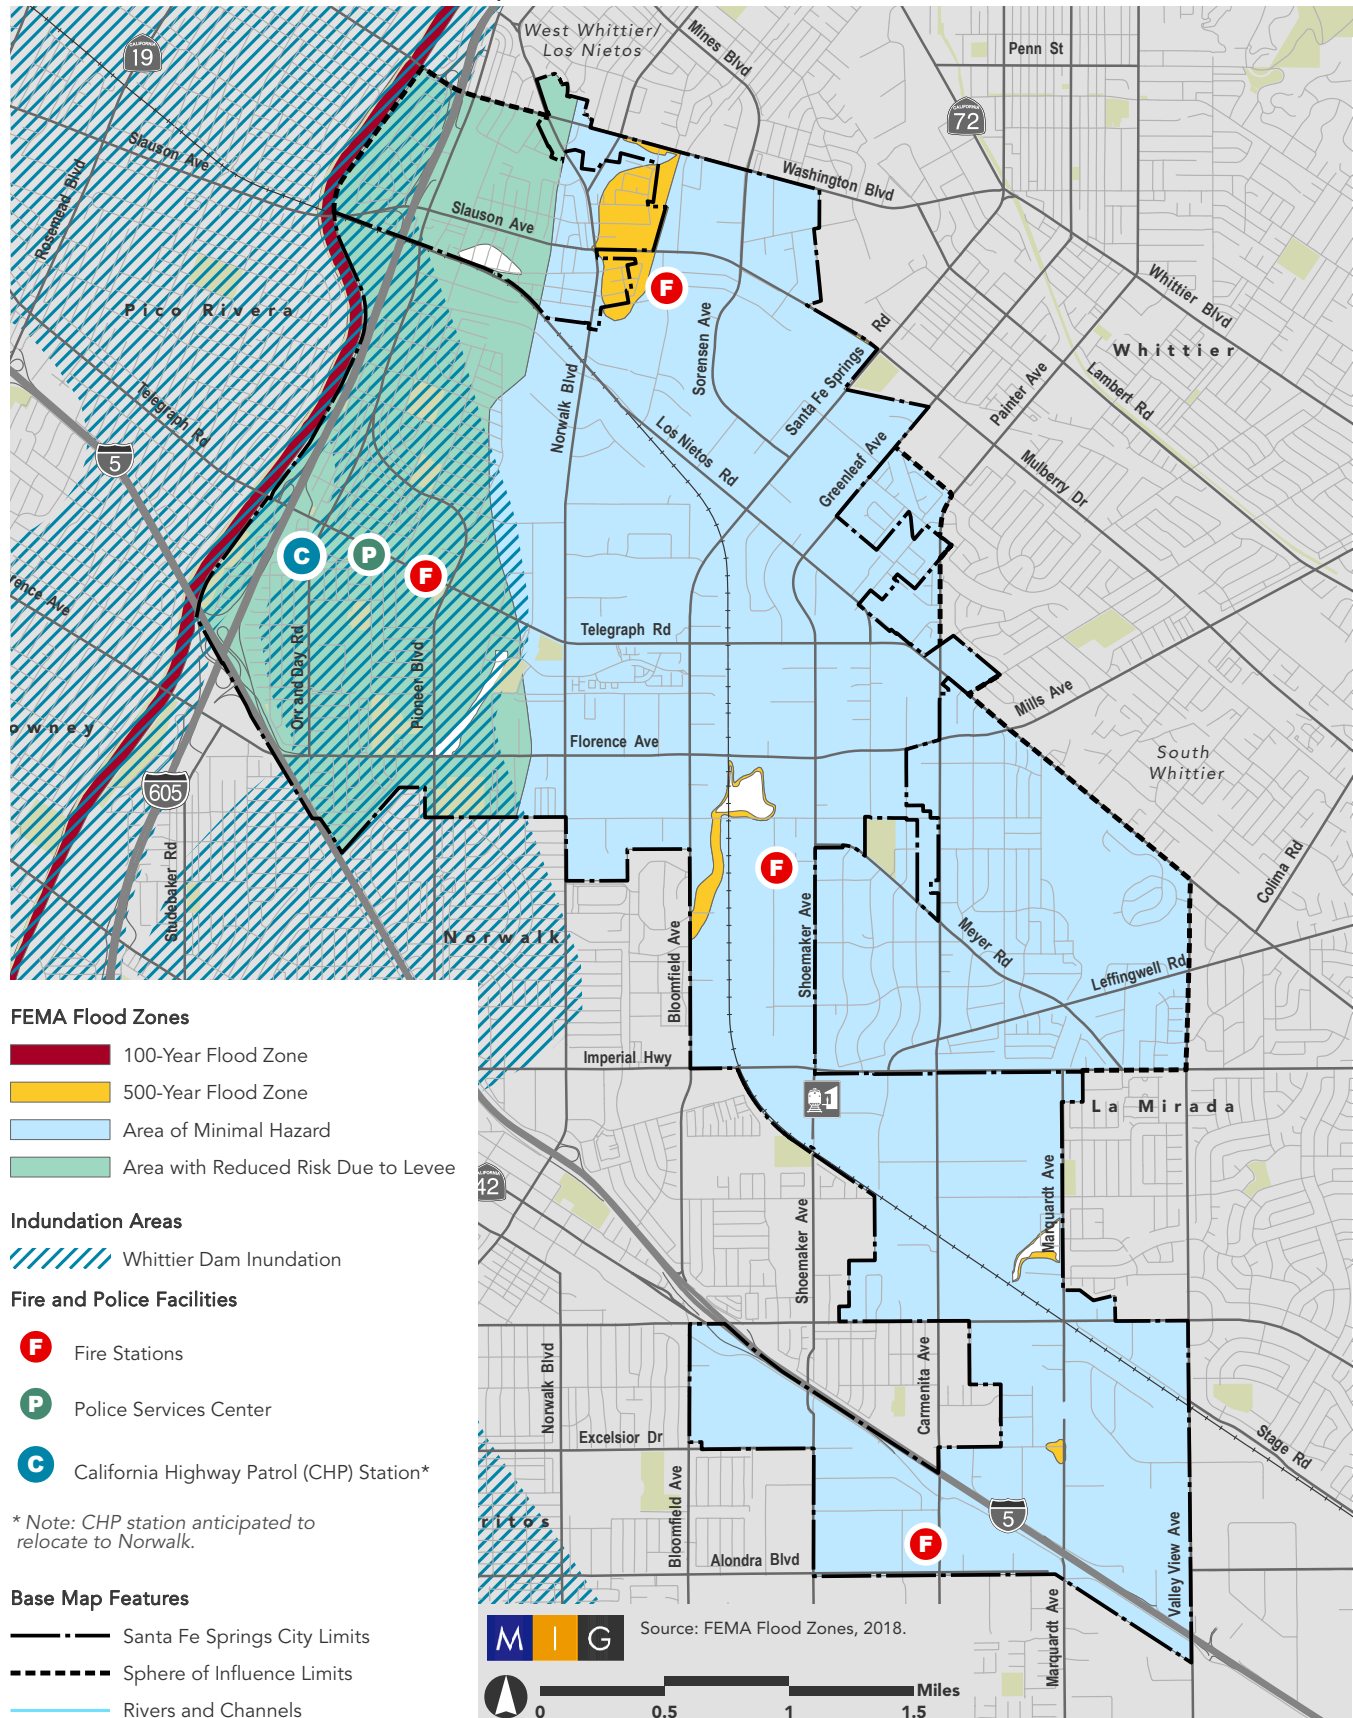 West Whittier/
Los Nietos
Mines Blvd
Penn St
CALIFORNIA
19
CALIFORNIA
72
Slauson Ave
Rosemead Blvd
Washington Blvd
Slauson Ave
Whittier Blvd
Pico Rivera
Whittier
Sorensen Ave
Santa Fe Springs Rd
Painter Ave
Lambert Rd
Telegraph Rd
Norwalk Blvd
Los Nietos Rd
Greenleaf Ave
Mulberry Dr
5
F
C
P
F
rence Ave
Telegraph Rd
Orr and Day Rd
Pioneer Blvd
Mills Ave
owney
Florence Ave
South
Whittier
605
F
Studebaker Rd
Colima Rd
Norwalk
Bloomfield Ave
Shoemaker Ave
Meyer Rd
Leffingwell Rd
Imperial Hwy
La Mirada
CALIFORNIA
42
Marquardt Ave
Shoemaker Ave
Norwalk Blvd
Carmenita Ave
Excelsior Dr
Stage Rd
Bloomfield Ave
ritos
5
F
Alondra Blvd
Valley View Ave
Marquardt Ave
FEMA Flood Zones
100-Year Flood Zone
500-Year Flood Zone
Area of Minimal Hazard
Area with Reduced Risk Due to Levee
Indundation Areas
Whittier Dam Inundation
Fire and Police Facilities
F Fire Stations
P Police Services Center
C California Highway Patrol (CHP) Station*
* Note: CHP station anticipated to
relocate to Norwalk.
Base Map Features
Santa Fe Springs City Limits
Sphere of Influence Limits
Rivers and Channels
M I G
Source: FEMA Flood Zones, 2018.
Miles
0 0.5 1 1.5